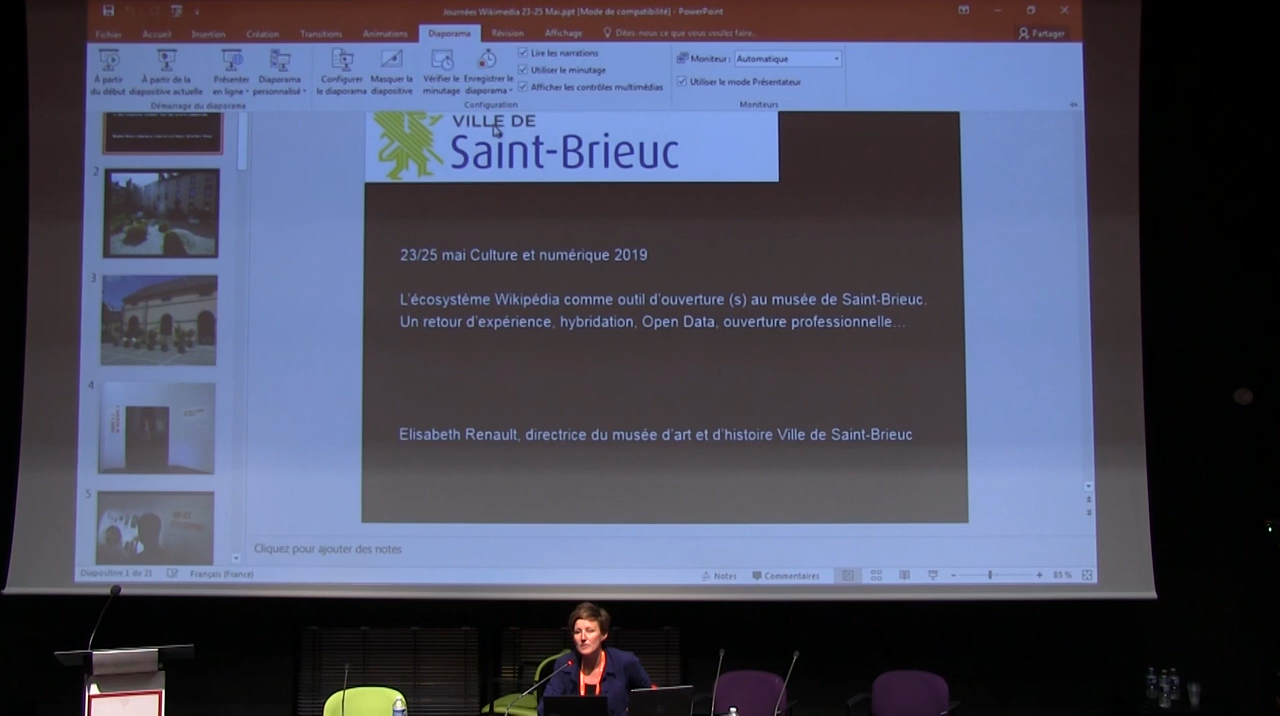 Journées Wikimedia 23-25 Mai.ppt [Mode de compatibilité] - PowerPoint
Fichier Accueil Insertion Création Transitions Animations Diaporama Révision Affichage Dites-nous ce que vous voulez faire... Partager
À partir du début
À partir de la diapositive actuelle
Présenter en ligne
Diaporama personnalisé
Configurer le diaporama
Masquer la diapositive
Vérifier le minutage
Enregistrer le diaporama
Lire les narrations
Utiliser le minutage
Afficher les contrôles multimédias
Moniteur : Automatique
Utiliser le mode Présentateur
Démarrage du diaporama Configuration Moniteurs
2
3
4
5
VILLE DE
Saint-Brieuc
23/25 mai Culture et numérique 2019
L'écosystème Wikipédia comme outil d'ouverture (s) au musée de Saint-Brieuc.
Un retour d'expérience, hybridation, Open Data, ouverture professionnelle…
Elisabeth Renault, directrice du musée d'art et d'histoire Ville de Saint-Brieuc
Cliquez pour ajouter des notes
Diapositive 1 de 21 Français (France) Notes Commentaires 85 %